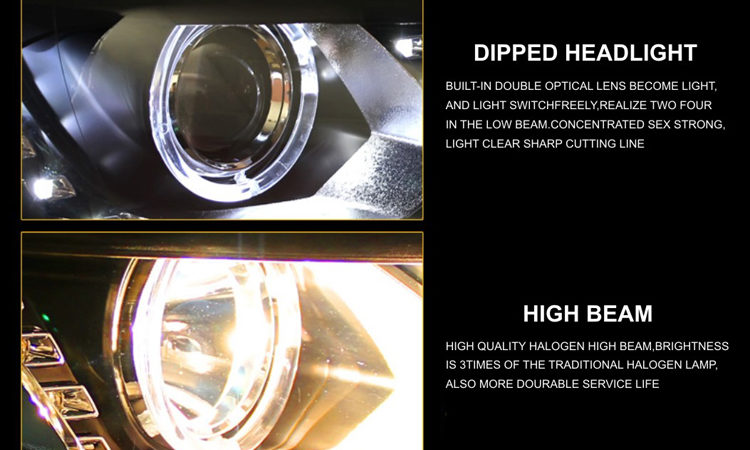 DIPPED HEADLIGHT
BUILT-IN DOUBLE OPTICAL LENS BECOME LIGHT,
AND LIGHT SWITCHFREELY,REALIZE TWO FOUR
IN THE LOW BEAM.CONCENTRATED SEX STRONG,
LIGHT CLEAR SHARP CUTTING LINE
HIGH BEAM
HIGH QUALITY HALOGEN HIGH BEAM,BRIGHTNESS
IS 3TIMES OF THE TRADITIONAL HALOGEN LAMP,
ALSO MORE DOURABLE SERVICE LIFE